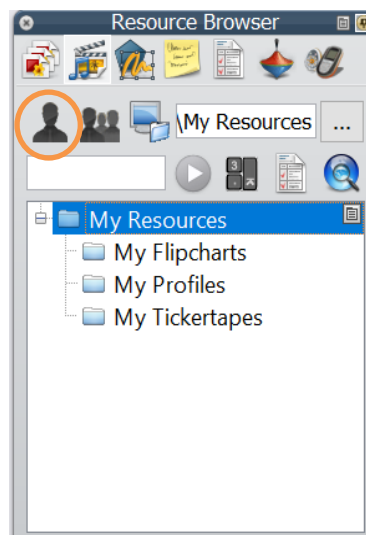 Resource Browser
\My Resources ...
My Resources
My Flipcharts
My Profiles
My Tickertapes